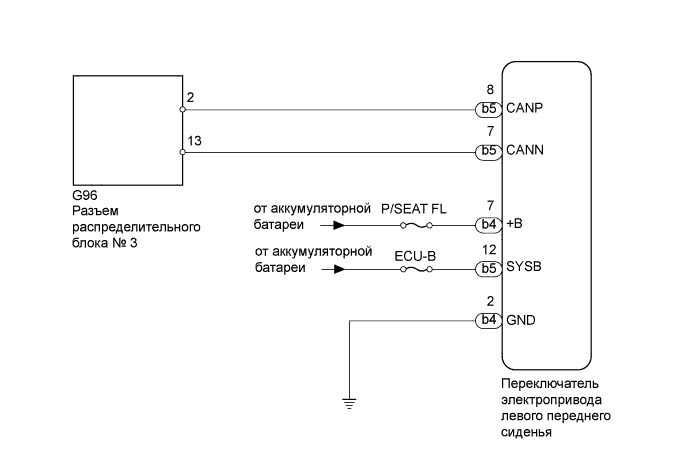 2
8
b5 CANP
13
7
b5 CANN
G96
Разъем
распределительного
блока № 3
от аккумуляторной
батареи
P/SEAT FL
7
b4 +B
от аккумуляторной
батареи
ECU-B
12
b5 SYSB
2
b4 GND
Переключатель
электропривода
левого переднего
сиденья